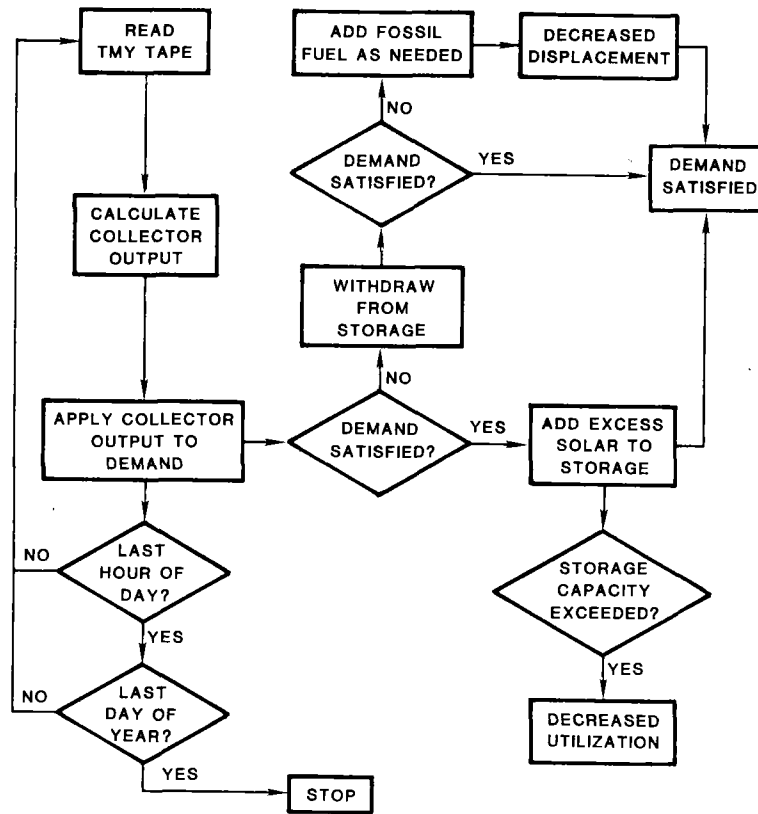 READ
TMY TAPE
ADD FOSSIL
FUEL AS NEEDED
DECREASED
DISPLACEMENT
NO
DEMAND
SATISFIED?
YES
DEMAND
SATISFIED
CALCULATE
COLLECTOR
OUTPUT
WITHDRAW
FROM
STORAGE
NO
APPLY COLLECTOR
OUTPUT TO
DEMAND
DEMAND
SATISFIED?
YES
ADD EXCESS
SOLAR TO
STORAGE
NO
LAST
HOUR OF
DAY?
YES
STORAGE
CAPACITY
EXCEEDED?
YES
NO
LAST
DAY OF
YEAR?
DECREASED
UTILIZATION
YES
STOP